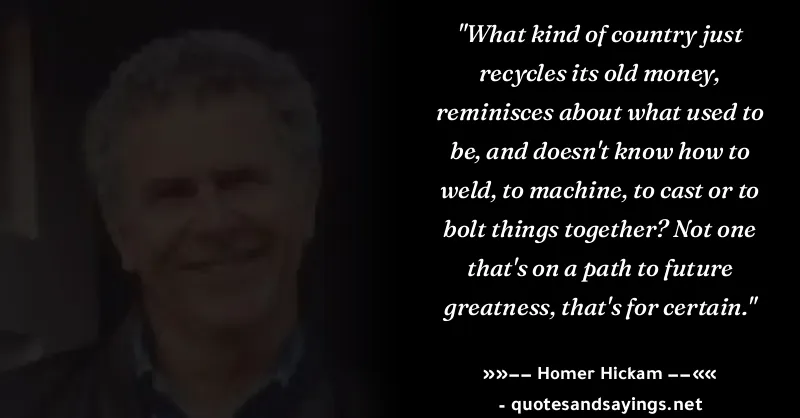 "What kind of country just
recycles its old money,
reminisces about what used to
be, and doesn't know how to
weld, to machine, to cast or to
bolt things together? Not one
that's on a path to future
greatness, that's for certain."
»»−− Homer Hickam −−««
- quotesandsayings.net